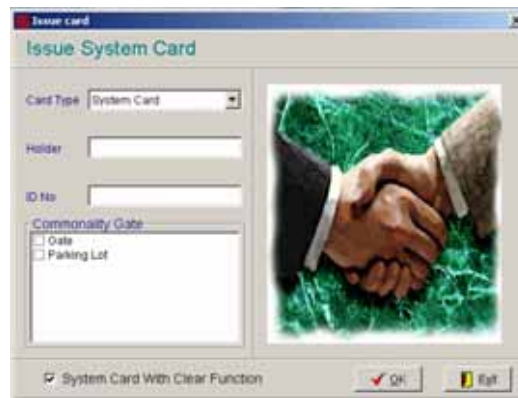 Issue card
Issue System Card
Card Type System Card
Holder
ID No
Commonality Gate
Gate
Parking Lot
System Card With Clear Function
OK
Exit